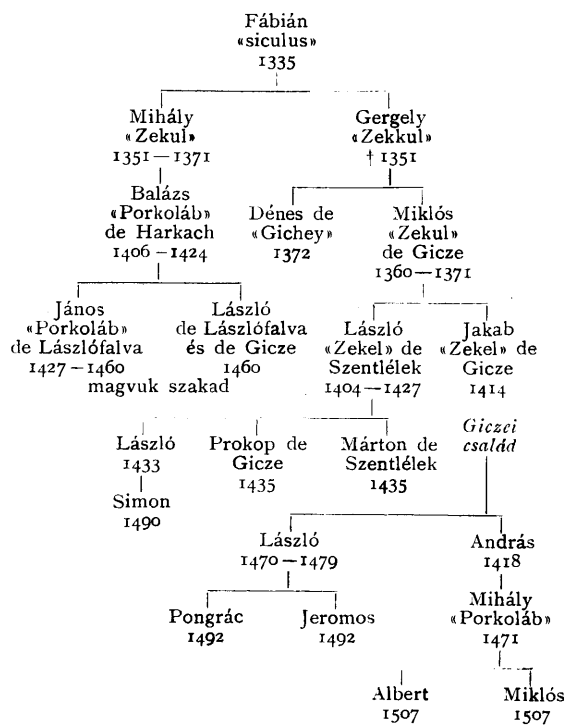 Fábián
«siculus»
1335
Mihály
«Zekul»
1351—1371
Gergely
«Zekkul»
† 1351
Balázs
«Porkoláb»
de Harkach
1406—1424
Dénes de
«Gichey»
1372
Miklós
«Zekul»
de Gicze
1360—1371
János
«Porkoláb»
de Lászlófalva
1427—1460
László
de Lászlófalva
és de Gicze
1460
magvuk szakad
László
«Zekel» de
Szentlélek
1404—1427
Jakab
«Zekel» de
Gicze
1414
László
1433
Prokop de
Gicze
1435
Márton de
Szentlélek
1435
Giczei
család
Simon
1490
László
1470—1479
András
1418
Pongrác
1492
Jeromos
1492
Mihály
«Porkoláb»
1471
Albert
1507
Miklós
1507